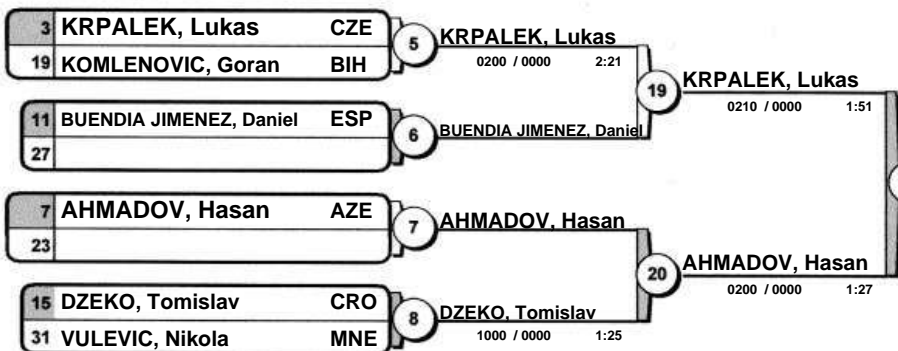 3 KRPALEK, Lukas CZE
19 KOMLENOVIC, Goran BIH
5
KRPALEK, Lukas
0200 / 0000 2:21
19
KRPALEK, Lukas
0210 / 0000 1:51
11 BUENDIA JIMENEZ, Daniel ESP
27
6
BUENDIA JIMENEZ, Daniel
7 AHMADOV, Hasan AZE
23
7
AHMADOV, Hasan
20
AHMADOV, Hasan
0200 / 0000 1:27
15 DZEKO, Tomislav CRO
31 VULEVIC, Nikola MNE
8
DZEKO, Tomislav
1000 / 0000 1:25